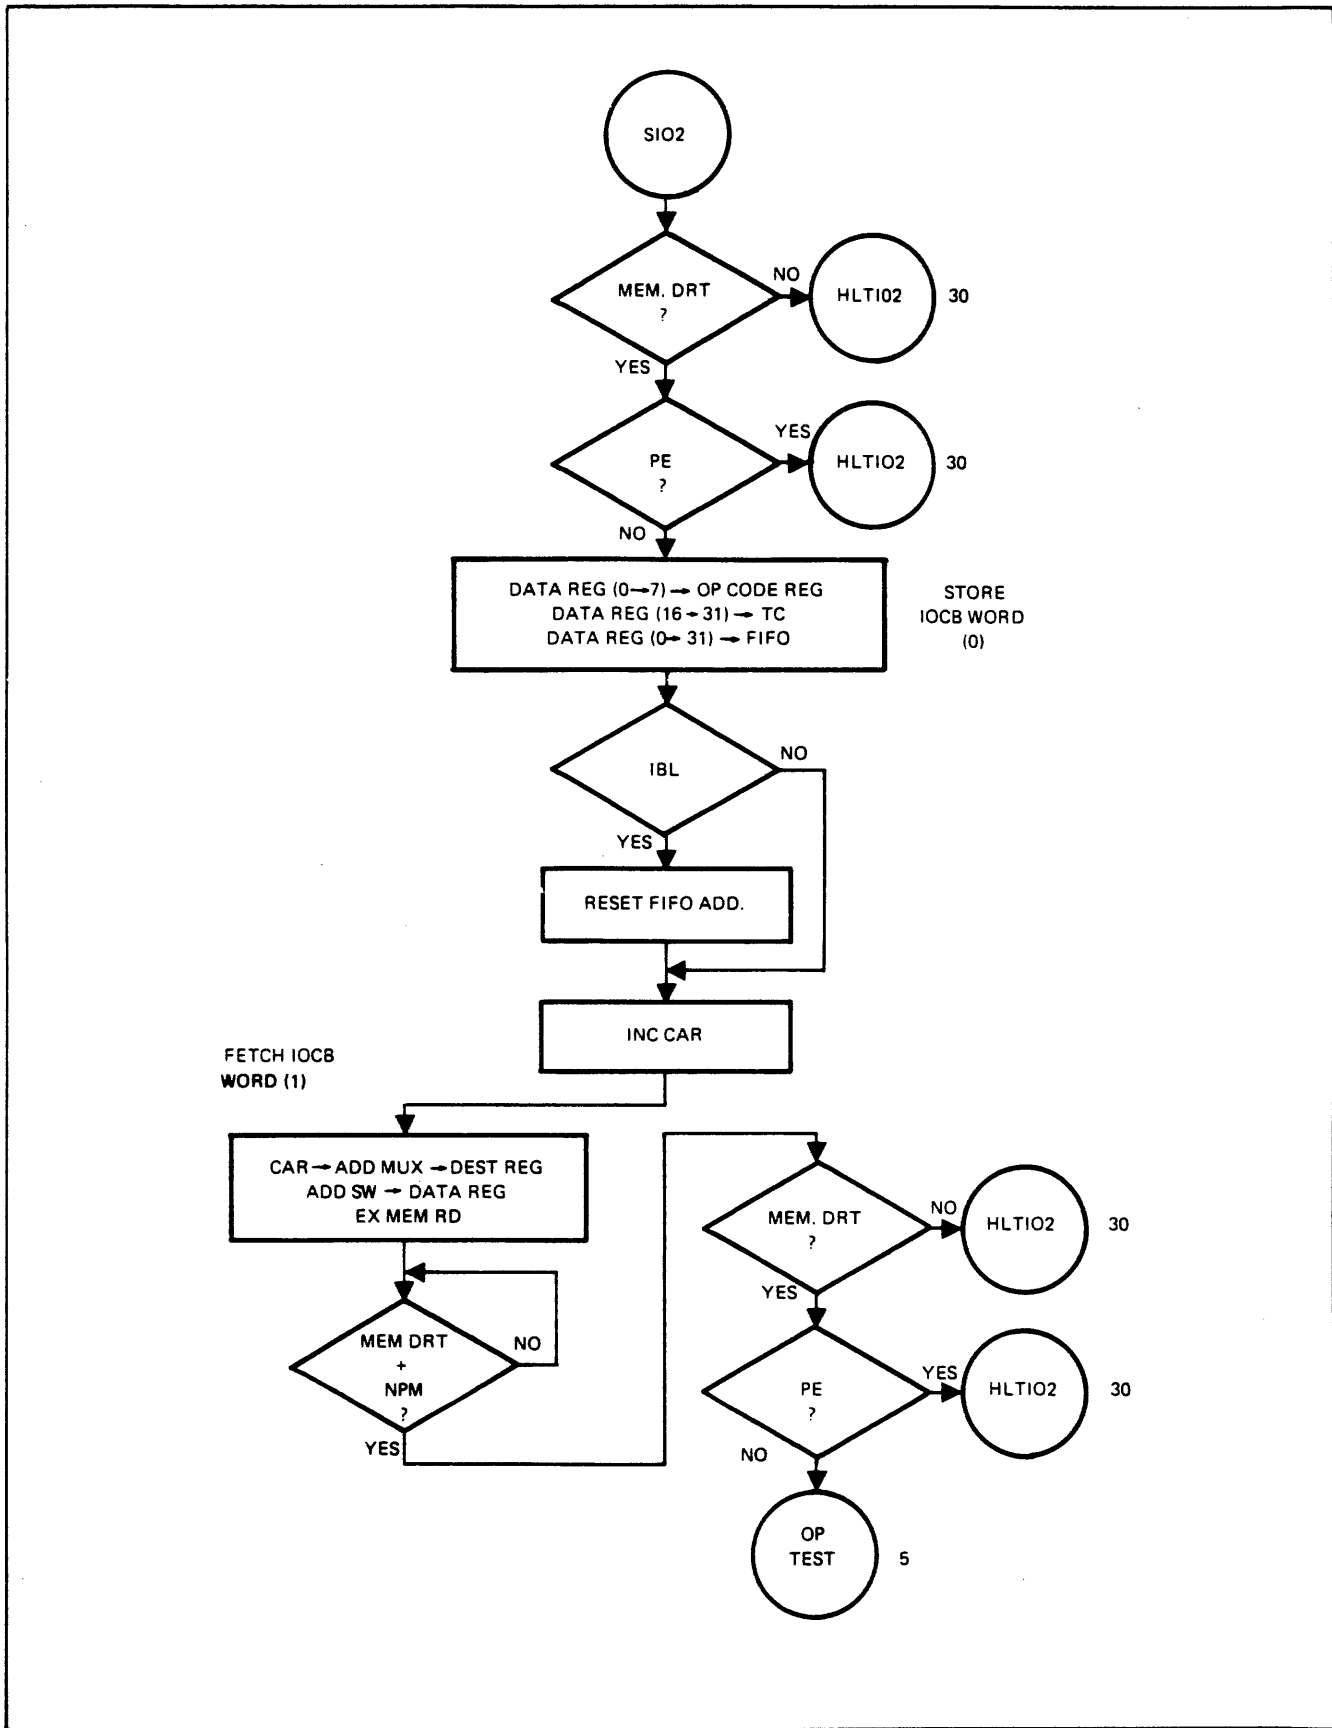 SIO2
MEM. DRT
?
NO
HLTIO2
30
YES
PE
?
YES
HLTIO2
30
NO
DATA REG (0→7) → OP CODE REG
DATA REG (16→31) → TC
DATA REG (0→31) → FIFO
STORE
IOCB WORD
(0)
IBL
NO
YES
RESET FIFO ADD.
INC CAR
FETCH IOCB
WORD (1)
CAR → ADD MUX → DEST REG
ADD SW → DATA REG
EX MEM RD
MEM DRT
+
NPM
?
NO
YES
MEM. DRT
?
NO
HLTIO2
30
YES
PE
?
YES
HLTIO2
30
NO
OP
TEST
5